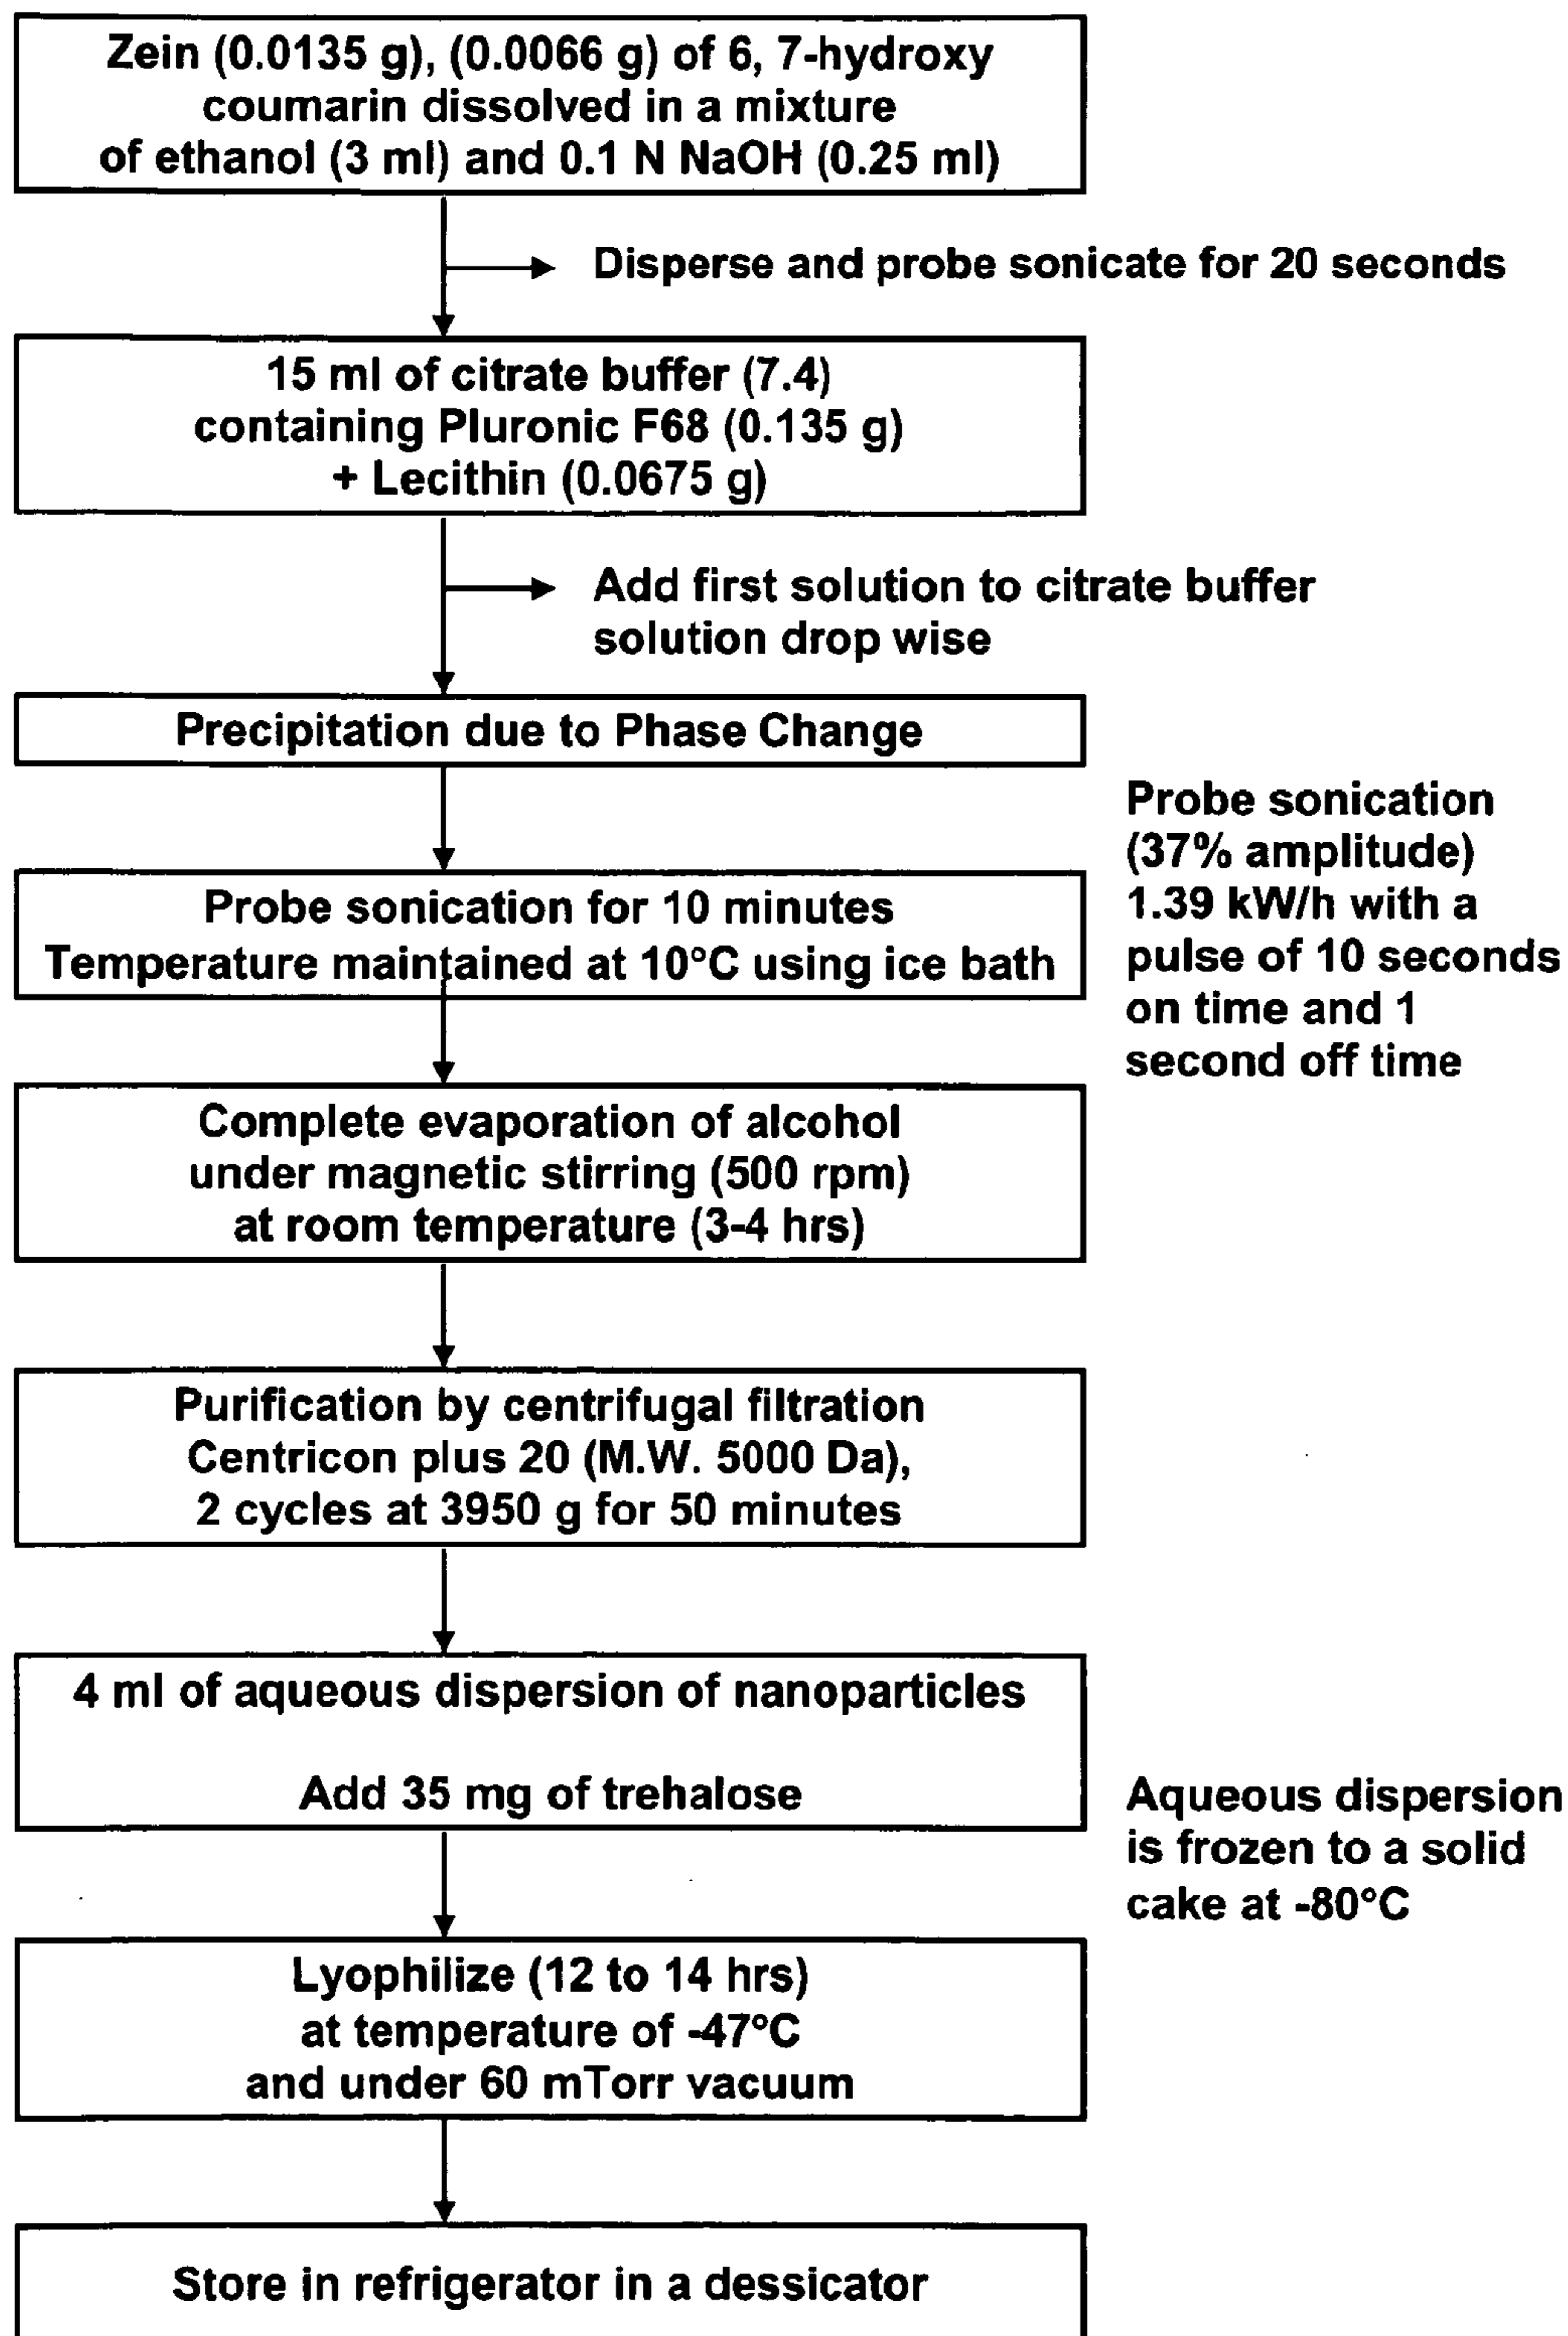 Zein (0.0135 g), (0.0066 g) of 6, 7-hydroxy
coumarin dissolved in a mixture
of ethanol (3 ml) and 0.1 N NaOH (0.25 ml)
Disperse and probe sonicate for 20 seconds
15 ml of citrate buffer (7.4)
containing Pluronic F68 (0.135 g)
+ Lecithin (0.0675 g)
Add first solution to citrate buffer
solution drop wise
Precipitation due to Phase Change
Probe sonication for 10 minutes
Temperature maintained at 10°C using ice bath
Probe sonication
(37% amplitude)
1.39 kW/h with a
pulse of 10 seconds
on time and 1
second off time
Complete evaporation of alcohol
under magnetic stirring (500 rpm)
at room temperature (3-4 hrs)
Purification by centrifugal filtration
Centricon plus 20 (M.W. 5000 Da),
2 cycles at 3950 g for 50 minutes
4 ml of aqueous dispersion of nanoparticles
Add 35 mg of trehalose
Aqueous dispersion
is frozen to a solid
cake at -80°C
Lyophilize (12 to 14 hrs)
at temperature of -47°C
and under 60 mTorr vacuum
Store in refrigerator in a dessicator